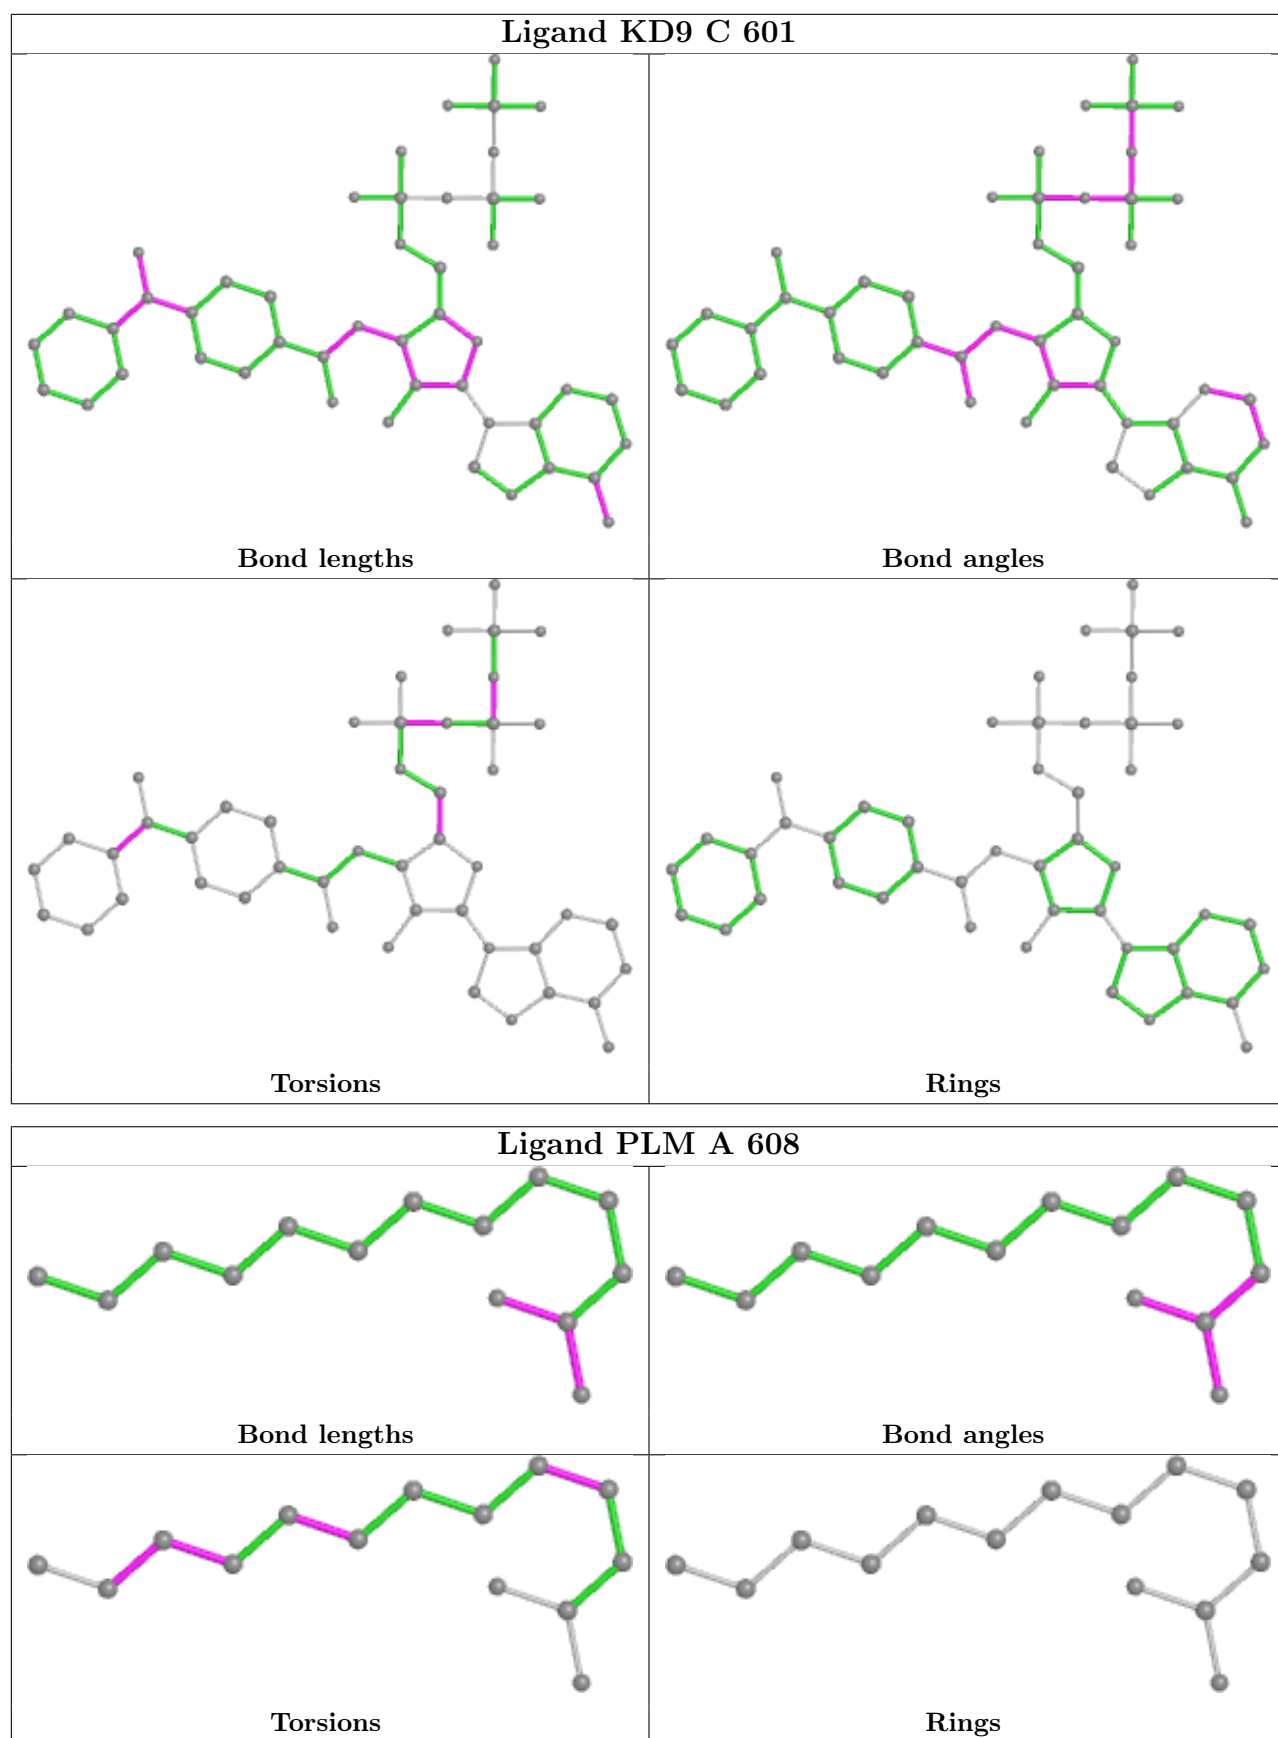 Ligand KD9 C 601
Bond lengths
Bond angles
Torsions
Rings
Ligand PLM A 608
Bond lengths
Bond angles
Torsions
Rings